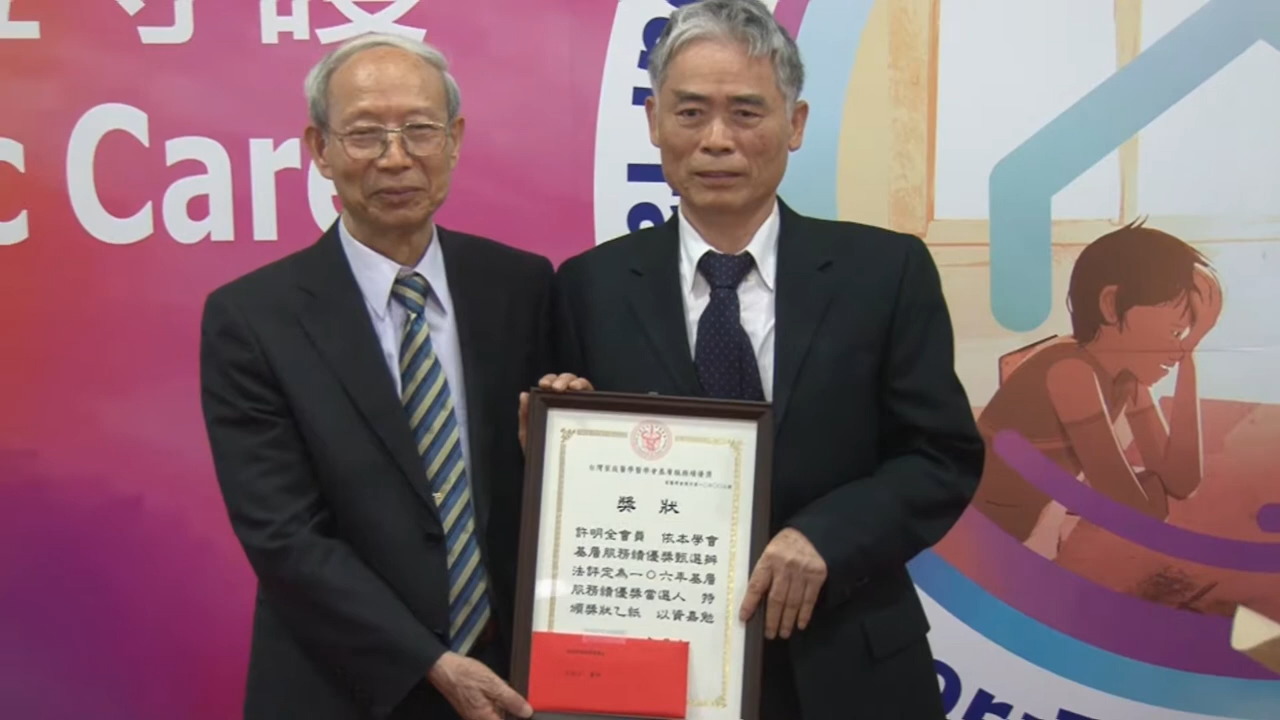 守護
c Care
台灣家庭醫學醫學會基層服務績優獎
獎狀
許明全會員 依本學會
基層服務績優獎甄選辦
法評定為一〇六年基層
服務績優獎當選人 特
頒獎狀乙紙 以資嘉勉